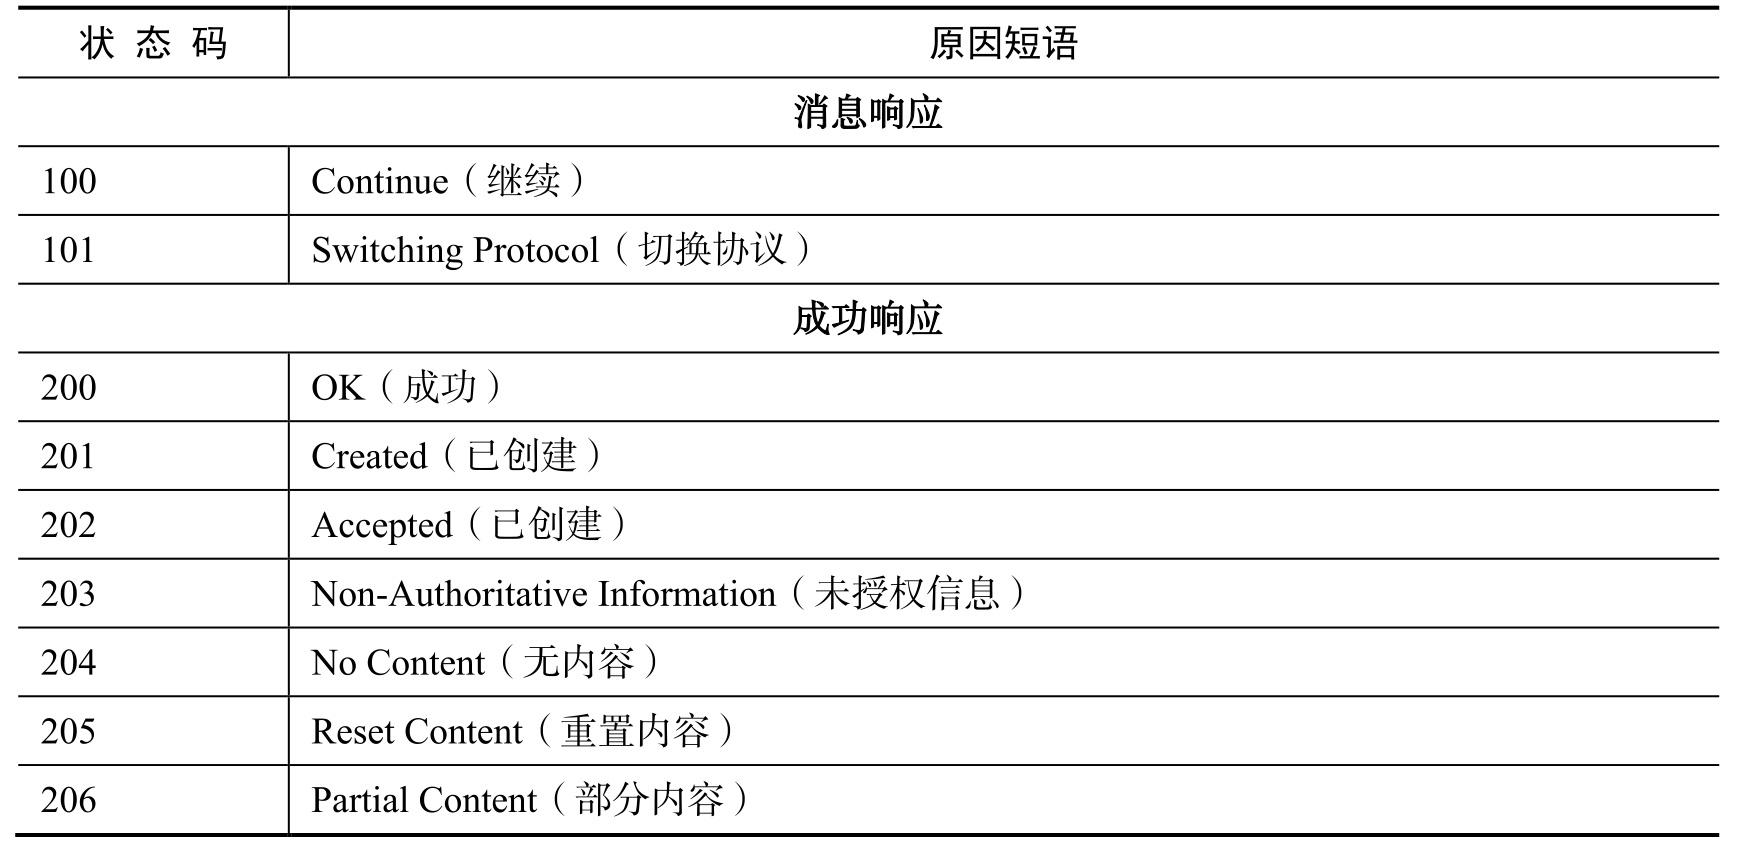 状 态 码 原因短语
消息响应
100 Continue（继续）
101 Switching Protocol（切换协议）
成功响应
200 OK（成功）
201 Created（已创建）
202 Accepted（已创建）
203 Non-Authoritative Information（未授权信息）
204 No Content（无内容）
205 Reset Content（重置内容）
206 Partial Content（部分内容）